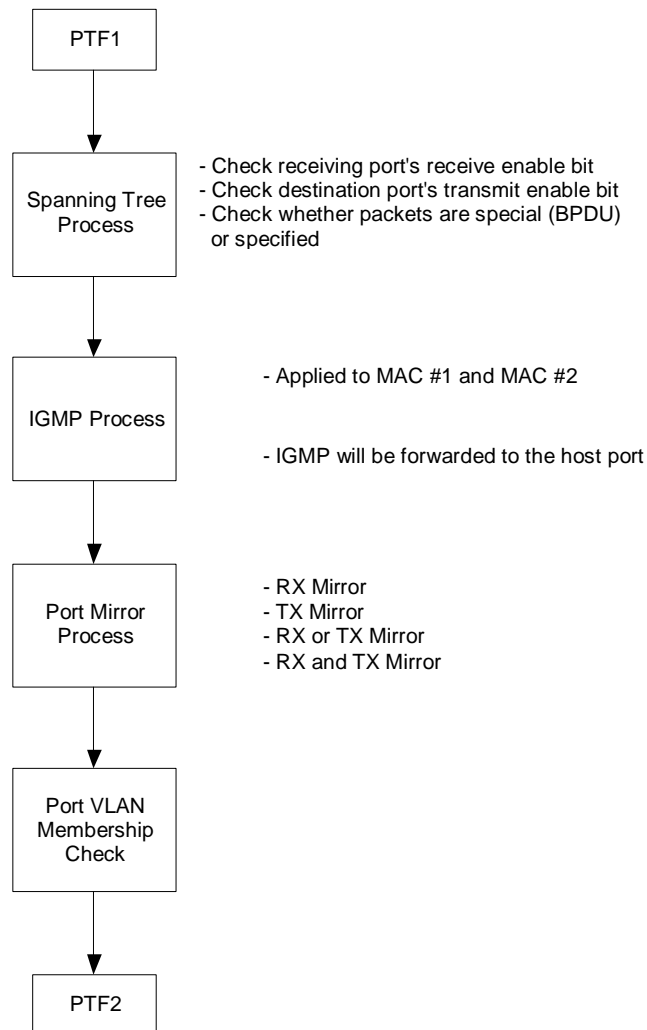 PTF1
Spanning Tree
Process
- Check receiving port's receive enable bit
- Check destination port's transmit enable bit
- Check whether packets are special (BPDU)
or specified
IGMP Process
- Applied to MAC #1 and MAC #2
- IGMP will be forwarded to the host port
Port Mirror
Process
- RX Mirror
- TX Mirror
- RX or TX Mirror
- RX and TX Mirror
Port VLAN
Membership
Check
PTF2